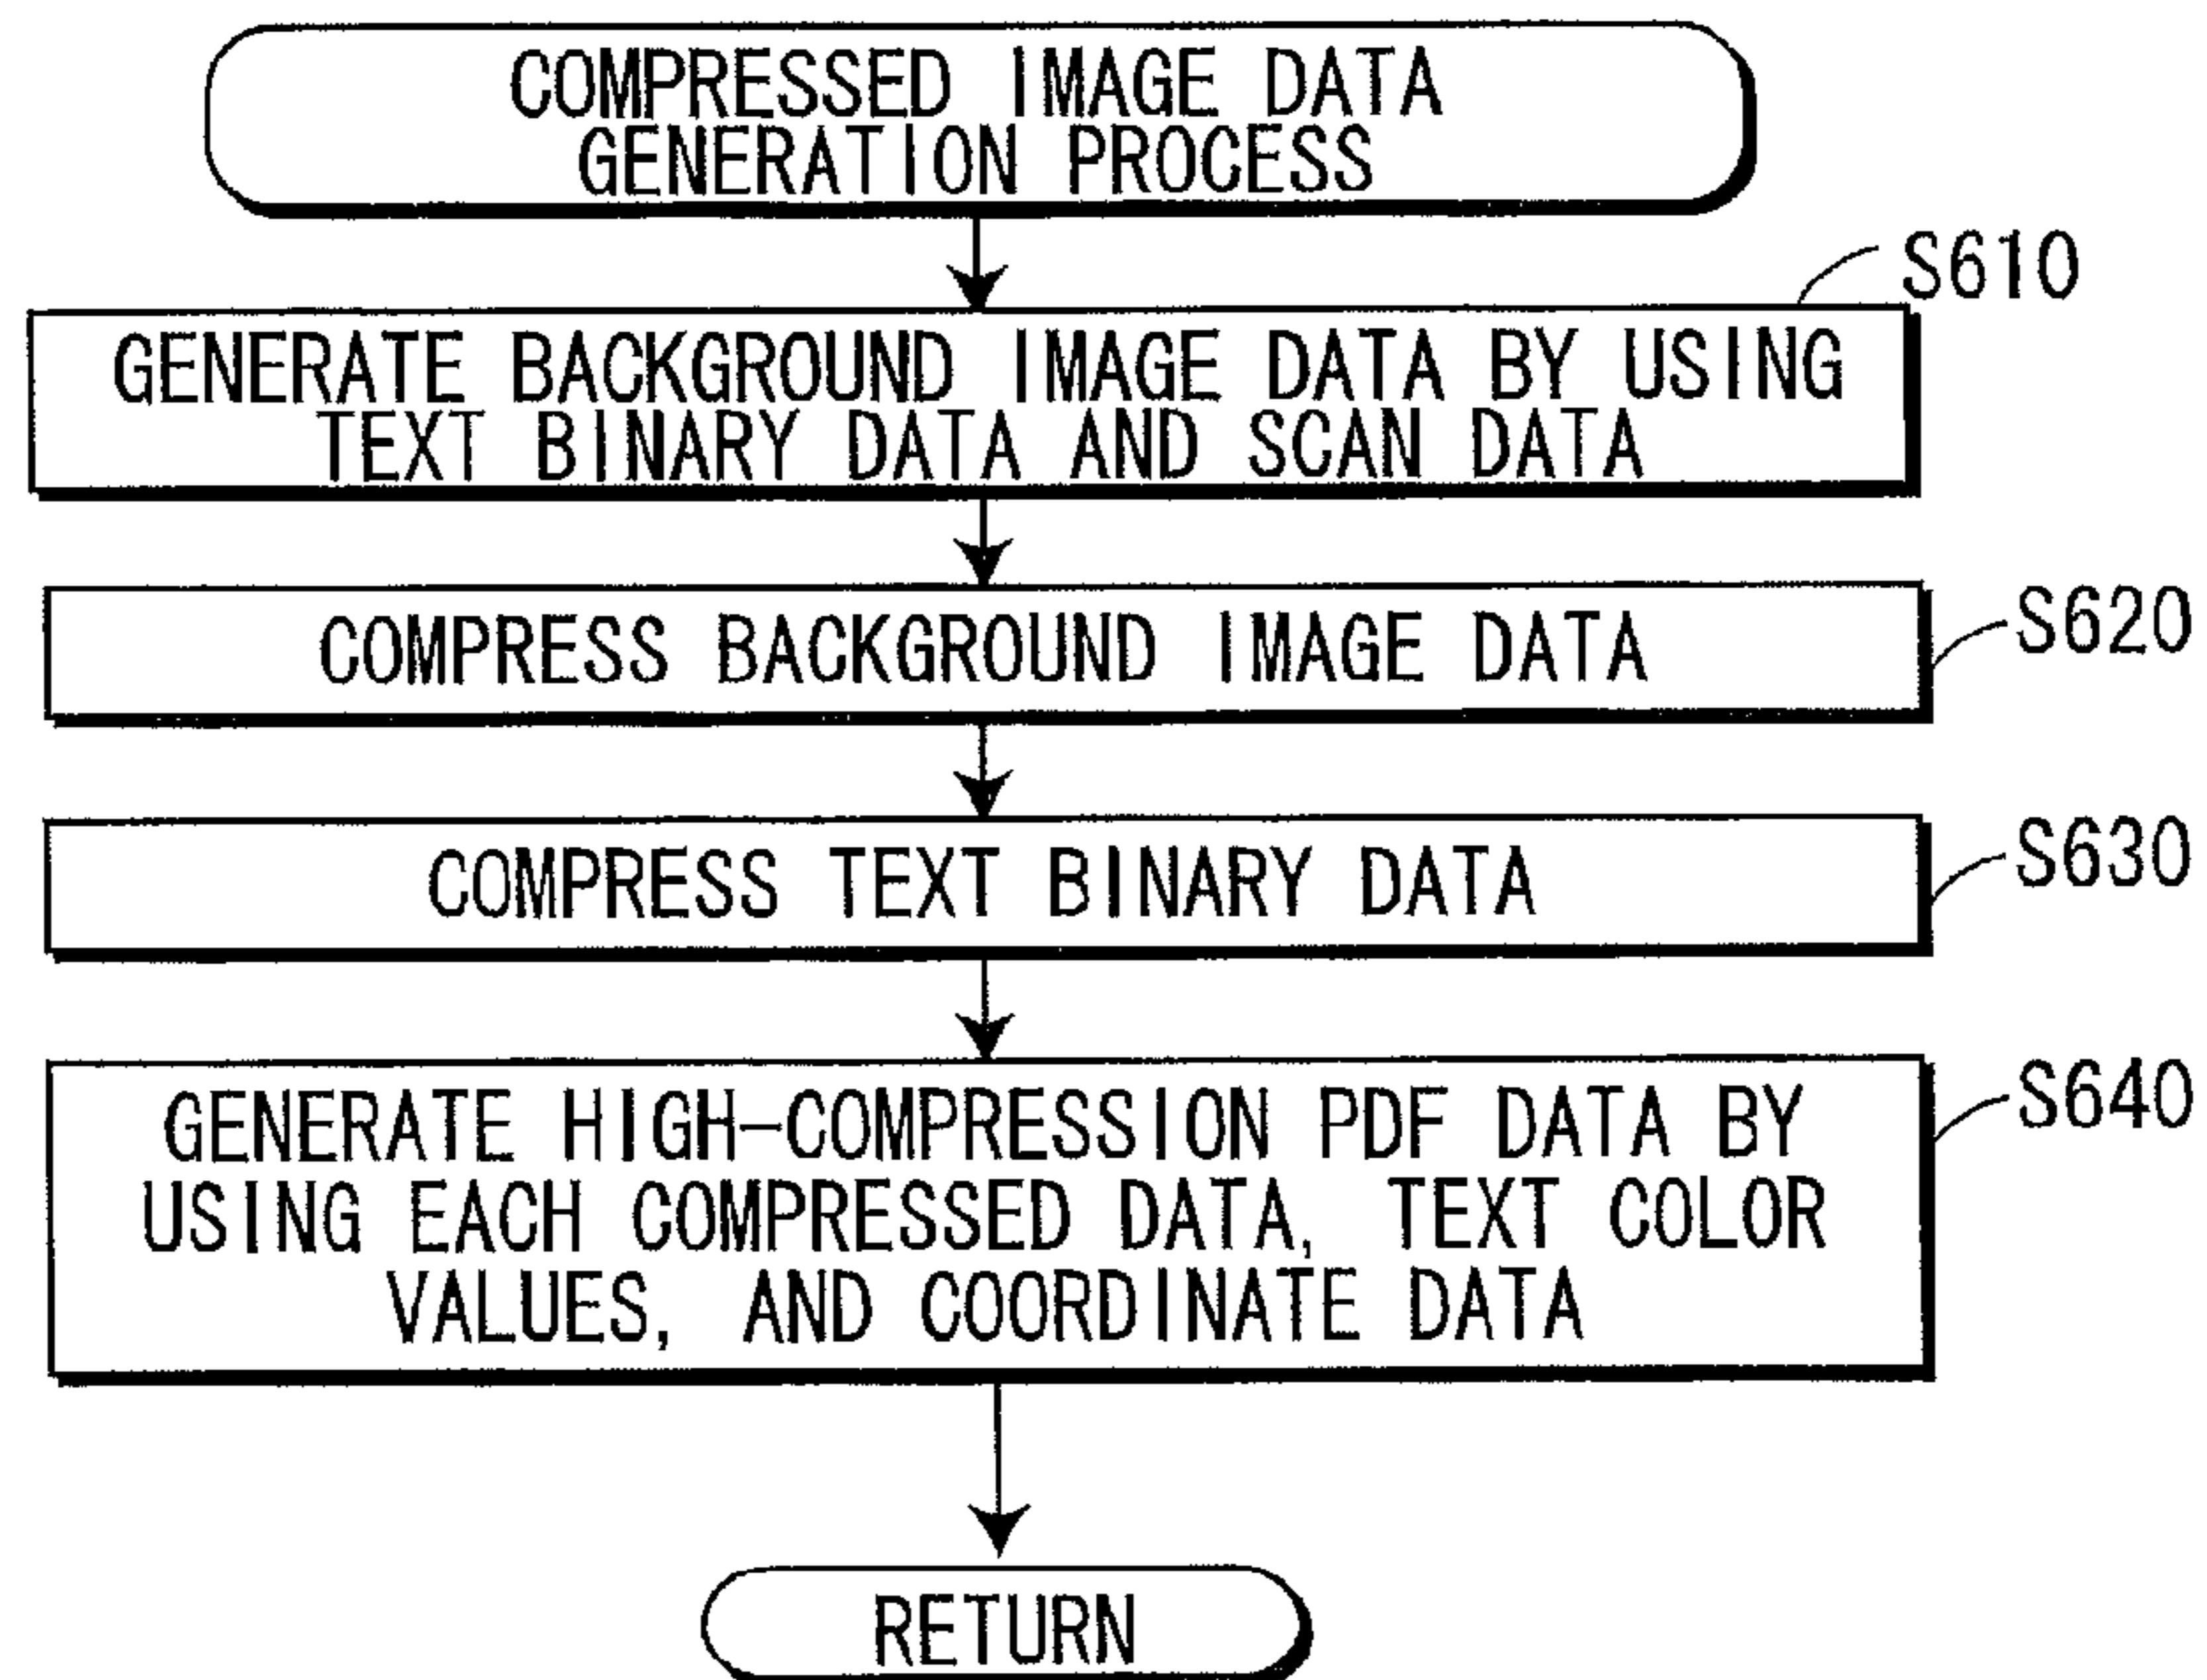 COMPRESSED IMAGE DATA
GENERATION PROCESS
S610
GENERATE BACKGROUND IMAGE DATA BY USING
TEXT BINARY DATA AND SCAN DATA
COMPRESS BACKGROUND IMAGE DATA
S620
COMPRESS TEXT BINARY DATA
S630
GENERATE HIGH-COMPRESSION PDF DATA BY
USING EACH COMPRESSED DATA, TEXT COLOR
VALUES, AND COORDINATE DATA
S640
RETURN